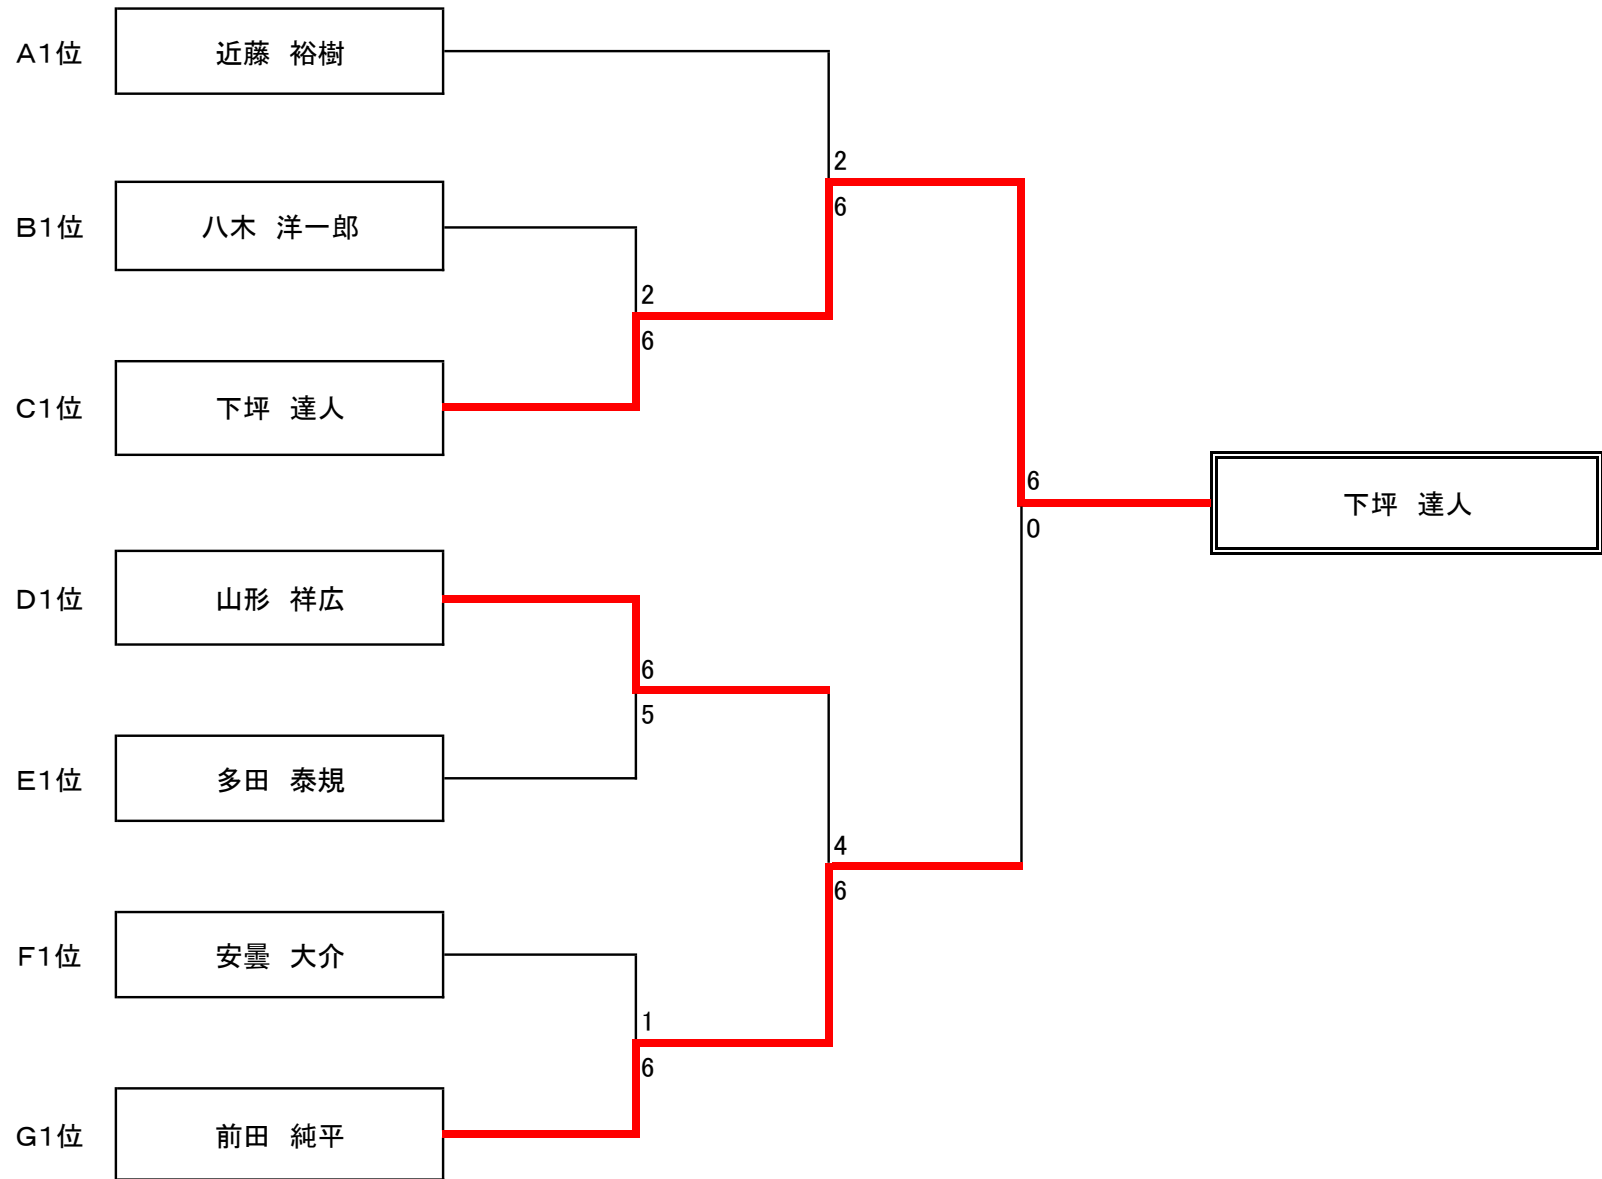 A1位 近藤 裕樹
2
6
B1位 八木 洋一郎
2
6
C1位 下坪 達人
6
0
下坪 達人
D1位 山形 祥広
6
5
E1位 多田 泰規
4
6
F1位 安曇 大介
1
6
G1位 前田 純平